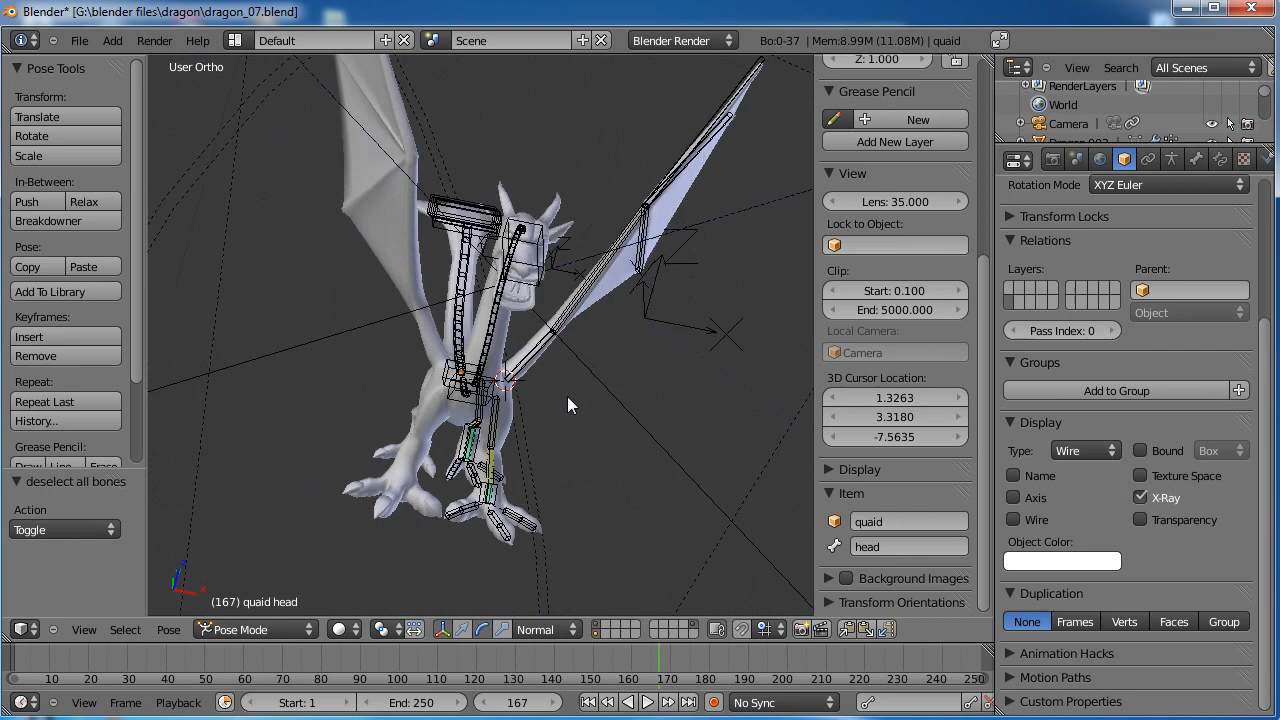 Blender* [G:\blender files\dragon\dragon_07.blend]
File Add Render Help Default Scene Blender Render Bo:0-37 | Mem:8.99M (11.08M) | quaid
Pose Tools
Transform:
Translate
Rotate
Scale
In-Between:
Push Relax
Breakdowner
Pose:
Copy Paste
Add To Library
Keyframes:
Insert
Remove
Repeat:
Repeat Last
History...
Grease Pencil:
Draw Line Erase
deselect all bones
Action
Toggle
User Ortho
(167) quaid head
Z: 1.000
Grease Pencil
New
Add New Layer
View
Lens: 35.000
Lock to Object:
Clip:
Start: 0.100
End: 5000.000
Local Camera:
Camera
3D Cursor Location:
1.3263
3.3180
-7.5635
Display
Item
quaid
head
Background Images
Transform Orientations
View Search All Scenes
RenderLayers
World
Camera
Rotation Mode XYZ Euler
Transform Locks
Relations
Layers: Parent:
Object
Pass Index: 0
Groups
Add to Group
Display
Type: Wire Bound Box
Name Texture Space
Axis X-Ray
Wire Transparency
Object Color:
Duplication
None Frames Verts Faces Group
Animation Hacks
Motion Paths
Custom Properties
View Select Pose Pose Mode Normal
0 10 20 30 40 50 60 70 80 90 100 110 120 130 140 150 160 170 180 190 200 210 220 230 240 250
View Frame Playback Start: 1 End: 250 167 No Sync